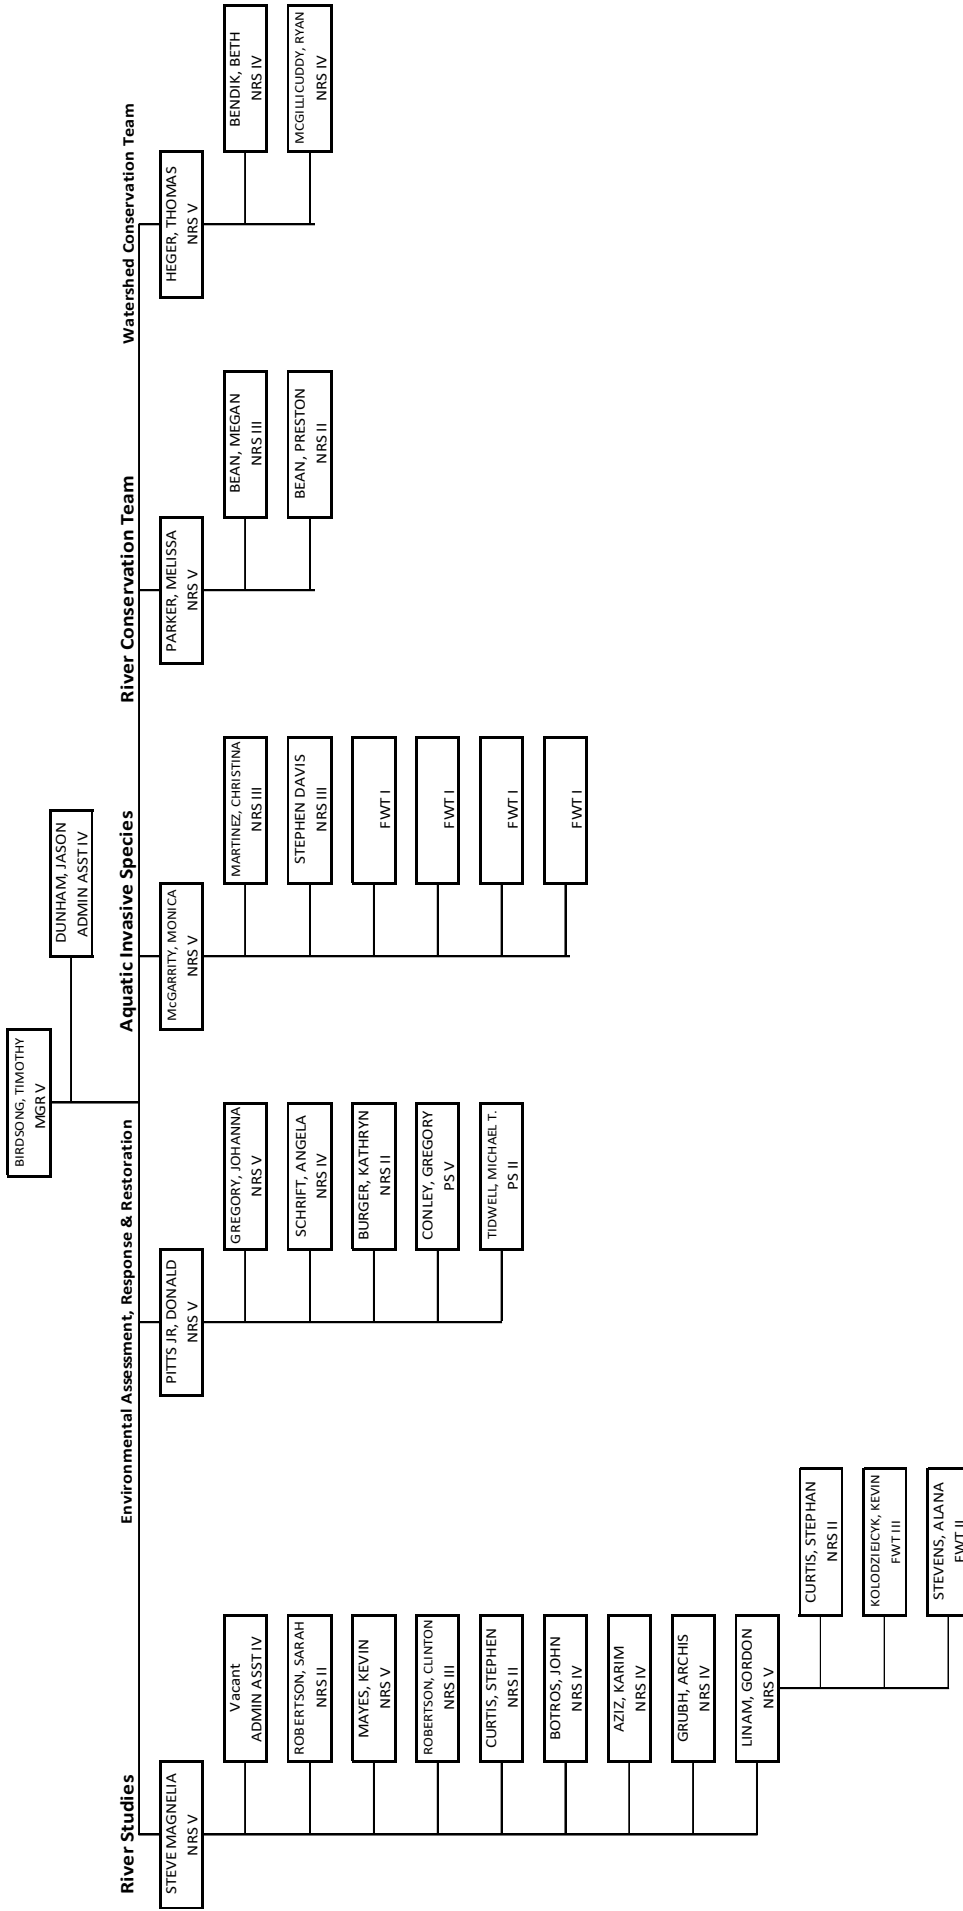 BIRDSONG, TIMOTHY
MGR V
DUNHAM, JASON
ADMIN ASST IV
River Studies
STEVE MAGNELIA
NRS V
Vacant
ADMIN ASST IV
ROBERTSON, SARAH
NRS II
MAYES, KEVIN
NRS V
ROBERTSON, CLINTON
NRS III
CURTIS, STEPHEN
NRS II
BOTROS, JOHN
NRS IV
AZIZ, KARIM
NRS IV
GRUBH, ARCHIS
NRS IV
LINAM, GORDON
NRS V
CURTIS, STEPHAN
NRS II
KOLODZIEJCYK, KEVIN
FWT III
STEVENS, ALANA
FWT II
Environmental Assessment, Response & Restoration
PITTS JR, DONALD
NRS V
GREGORY, JOHANNA
NRS V
SCHRIFT, ANGELA
NRS IV
BURGER, KATHRYN
NRS II
CONLEY, GREGORY
PS V
TIDWELL, MICHAEL T.
PS II
Aquatic Invasive Species
McGARRITY, MONICA
NRS V
MARTINEZ, CHRISTINA
NRS III
STEPHEN DAVIS
NRS III
FWT I
FWT I
FWT I
FWT I
River Conservation Team
PARKER, MELISSA
NRS V
BEAN, MEGAN
NRS III
BEAN, PRESTON
NRS II
Watershed Conservation Team
HEGER, THOMAS
NRS V
BENDIK, BETH
NRS IV
MCGILLICUDDY, RYAN
NRS IV